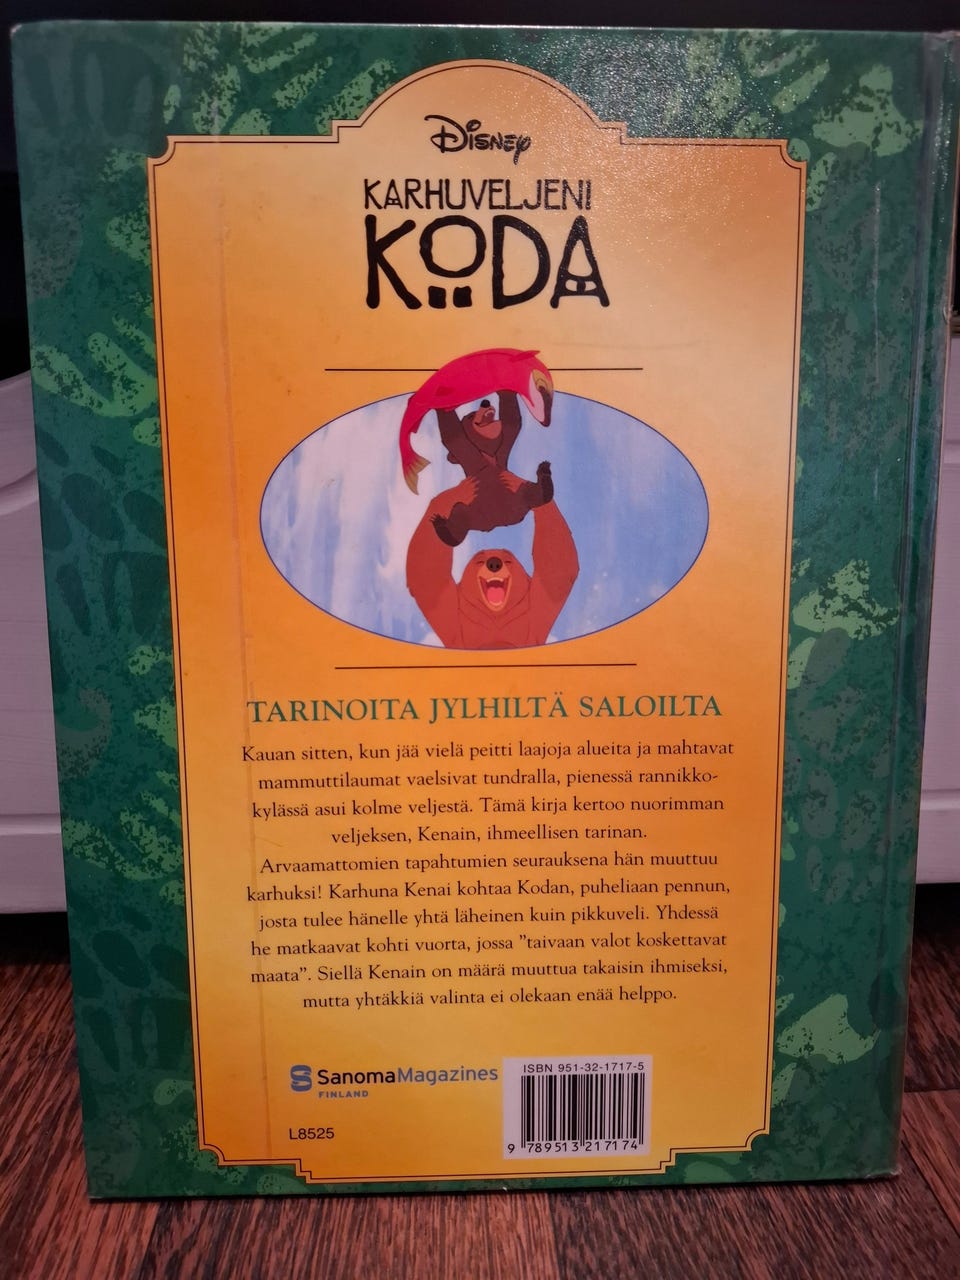 Disney
KARHUVELJENI
KODA
TARINOITA JYLHILTÄ SALOILTA
Kauan sitten, kun jää vielä peitti laajoja alueita ja mahtavat
mammuttilaumat vaelsivat tundralla, pienessä rannikko-
kylässä asui kolme veljestä. Tämä kirja kertoo nuorimman
veljeksen, Kenain, ihmeellisen tarinan.
Arvaamattomien tapahtumien seurauksena hän muuttuu
karhuksi! Karhuna Kenai kohtaa Kodan, puheliaan pennun,
josta tulee hänelle yhtä läheinen kuin pikkuveli. Yhdessä
he matkaavat kohti vuorta, jossa ”taivaan valot koskettavat
maata”. Siellä Kenain on määrä muuttua takaisin ihmiseksi,
mutta yhtäkkiä valinta ei olekaan enää helppo.
SanomaMagazines
FINLAND
L8525
ISBN 951-32-1717-5
9 789513 217174